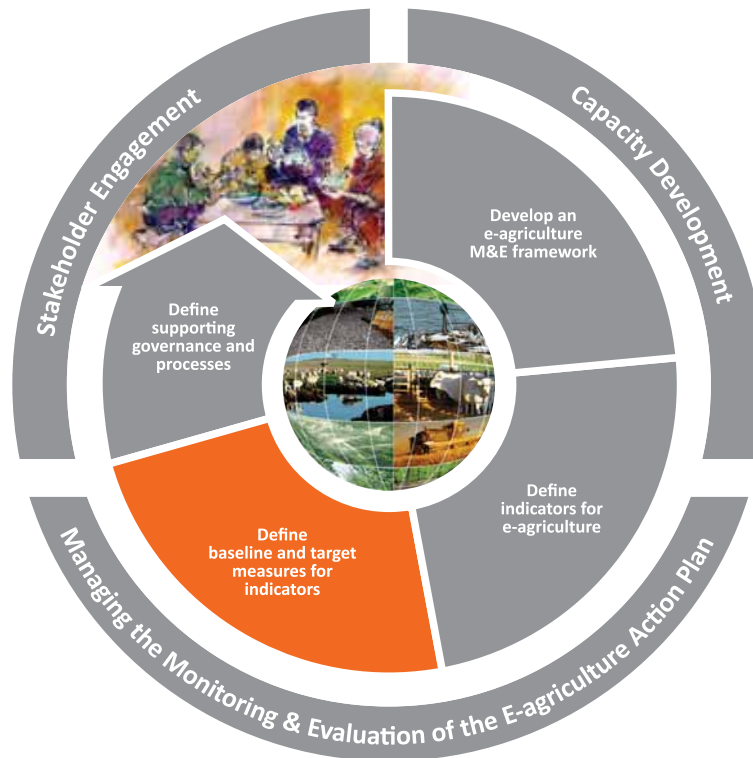 Stakeholder Engagement
Capacity Development
Develop an
e-agriculture
M&E framework
Define
supporting
governance and
processes
Define
indicators for
e-agriculture
Define
baseline and target
measures for
indicators
Managing the Monitoring & Evaluation of the E-agriculture Action Plan